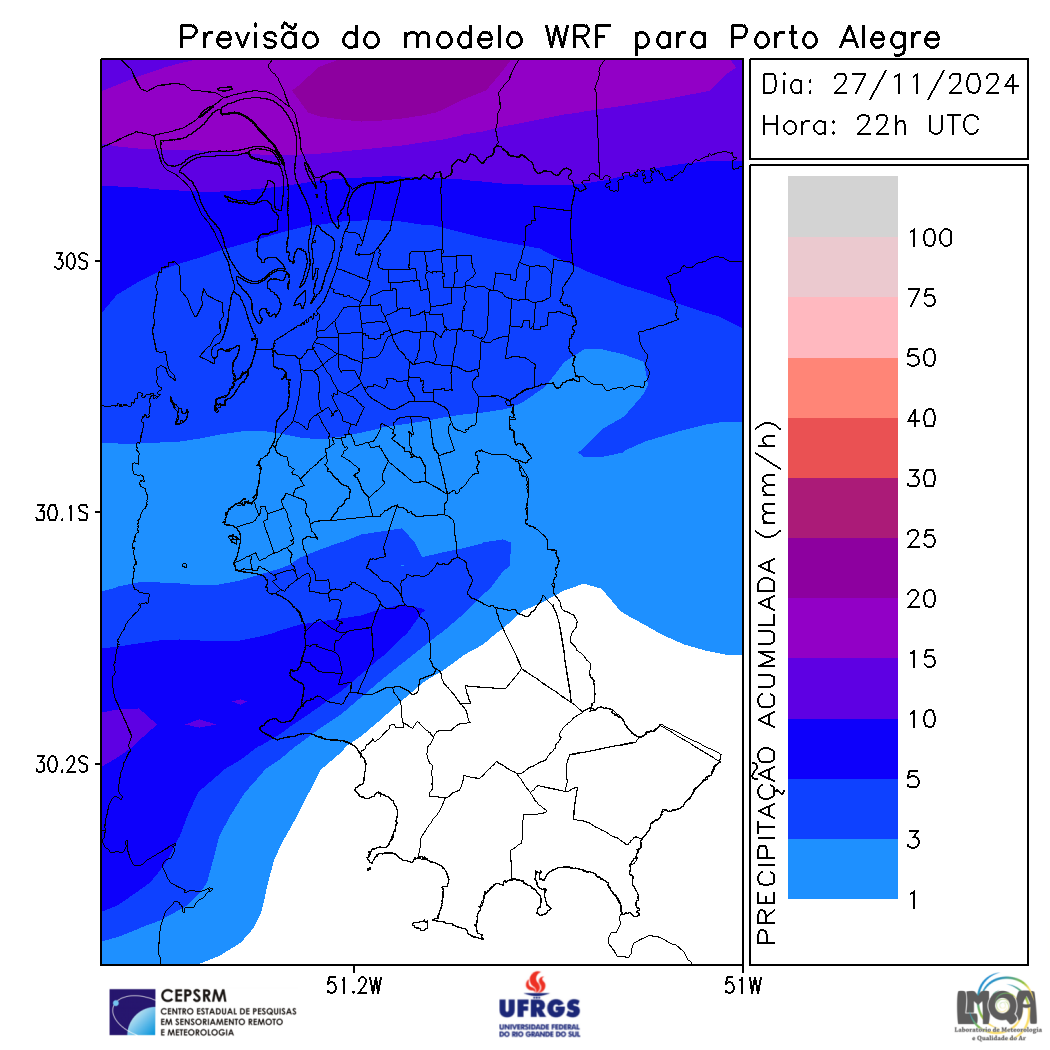 Previsão do modelo WRF para Porto Alegre
Dia: 27/11/2024
Hora: 22h UTC
PRECIPITAÇÃO ACUMULADA (mm/h)
100
75
50
40
30
25
20
15
10
5
3
1
30S
30.1S
30.2S
51.2W
51W
CEPSRM
CENTRO ESTADUAL DE PESQUISAS
EM SENSORIAMENTO REMOTO
E METEOROLOGIA
UFRGS
UNIVERSIDADE FEDERAL
DO RIO GRANDE DO SUL
LMQA
Laboratório de Meteorologia
e Qualidade do Ar